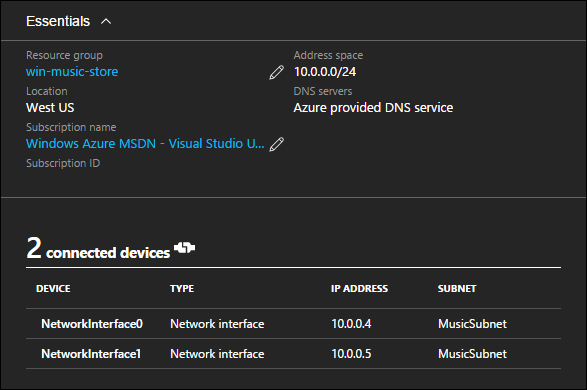 Essentials
Resource group
Address space
win-music-store
10.0.0.0/24
Location
DNS servers
West US
Azure provided DNS service
Subscription name
Windows Azure MSDN - Visual Studio U...
Subscription ID
2 connected devices
DEVICE TYPE IP ADDRESS SUBNET
NetworkInterface0 Network interface 10.0.0.4 MusicSubnet
NetworkInterface1 Network interface 10.0.0.5 MusicSubnet